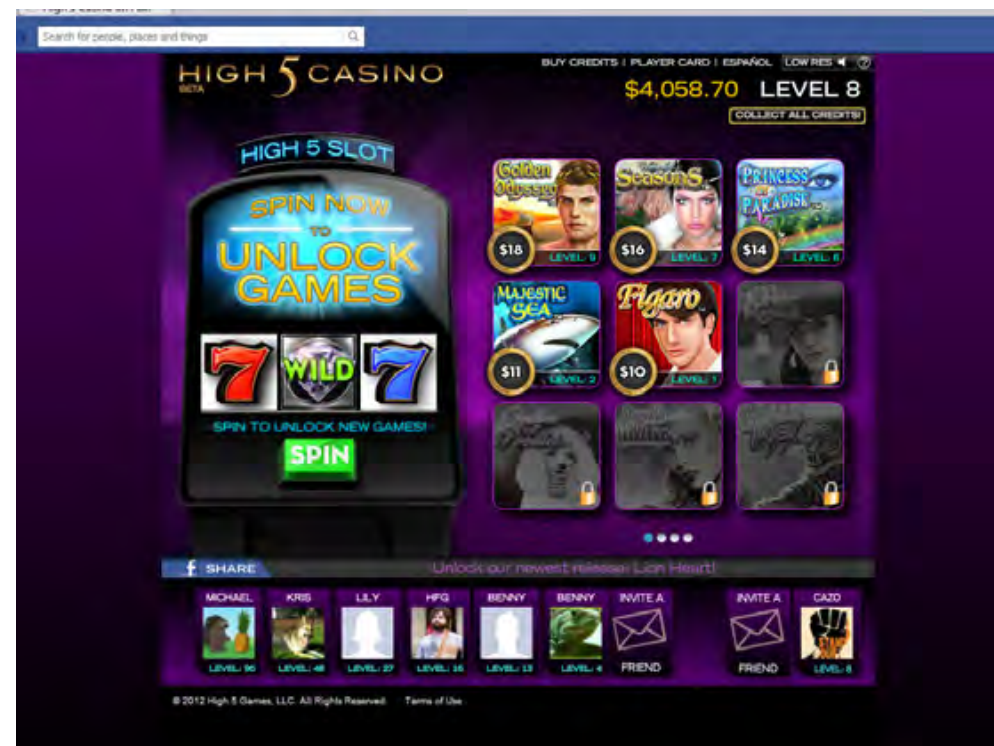 Search for people, places and things
HIGH 5 CASINO
BETA
BUY CREDITS | PLAYER CARD | ESPAÑOL LOW RES ?
$4,058.70 LEVEL 8
COLLECT ALL CREDITS!
HIGH 5 SLOT
SPIN NOW
TO
UNLOCK
GAMES
7 WILD 7
SPIN TO UNLOCK NEW GAMES!
SPIN
Golden
Odyssey
$18
LEVEL: 9
Seasons
$16
LEVEL: 7
PRINCESS
OF
PARADISE
$14
LEVEL: 6
MAJESTIC
SEA
$11
LEVEL: 2
Figaro
$10
LEVEL: 1
f SHARE
Unlock our newest release: Lion Heart!
MICHAEL
LEVEL: 96
KRIS
LEVEL: 48
LILY
LEVEL: 27
HFG
LEVEL: 16
BENNY
LEVEL: 13
BENNY
LEVEL: 4
INVITE A
FRIEND
INVITE A
FRIEND
CAZO
LEVEL: 8
© 2012 High 5 Games, LLC. All Rights Reserved. Terms of Use